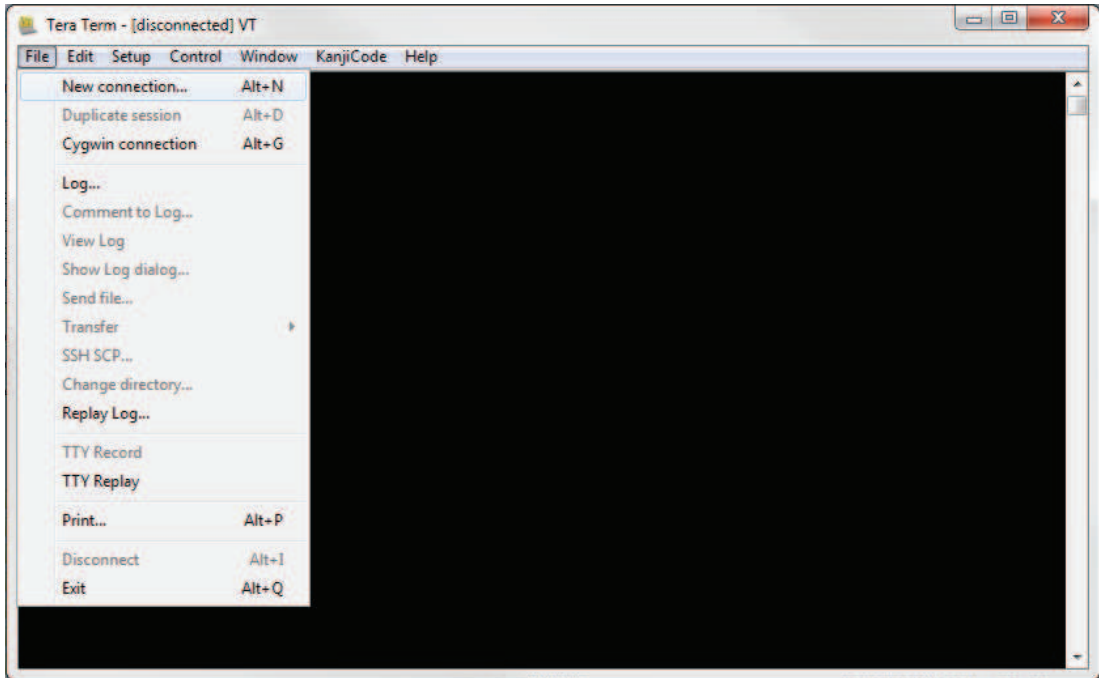 Tera Term - [disconnected] VT
File Edit Setup Control Window KanjiCode Help
New connection... Alt+N
Duplicate session Alt+D
Cygwin connection Alt+G
Log...
Comment to Log...
View Log
Show Log dialog...
Send file...
Transfer
SSH SCP...
Change directory...
Replay Log...
TTY Record
TTY Replay
Print... Alt+P
Disconnect Alt+I
Exit Alt+Q